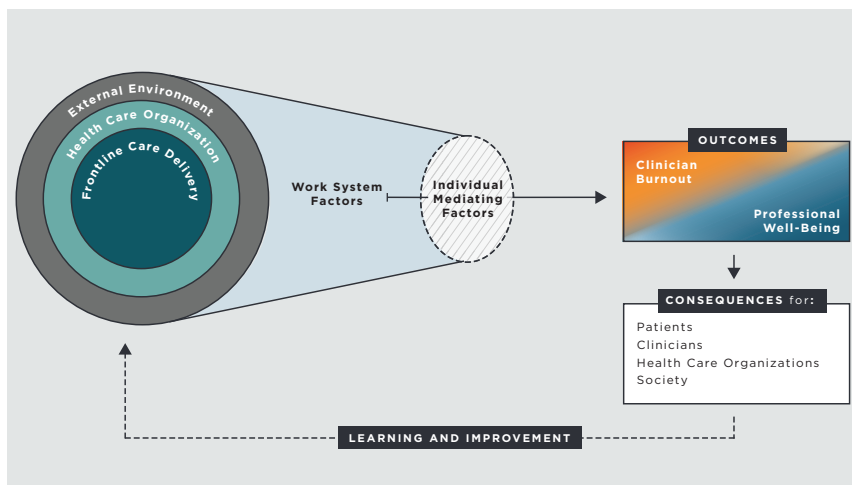 External Environment
Health Care Organization
Frontline Care Delivery
Work System
Factors
Individual
Mediating
Factors
OUTCOMES
Clinician
Burnout
Professional
Well-Being
CONSEQUENCES for:
Patients
Clinicians
Health Care Organizations
Society
LEARNING AND IMPROVEMENT